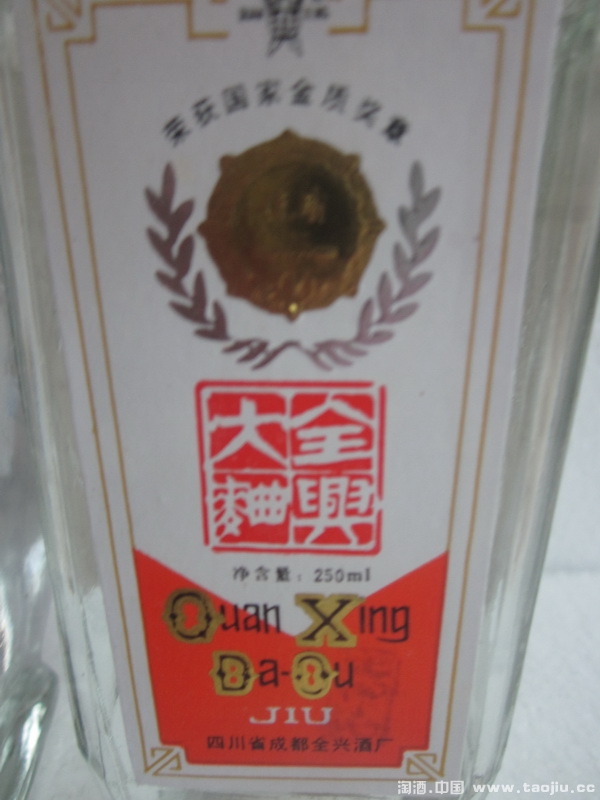 荣获国家金质奖章
全興
大麯
净含量：250ml
Quan Xing
Da-Qu
JIU
四川省成都全兴酒厂
淘酒.中国 www.taojiu.cc